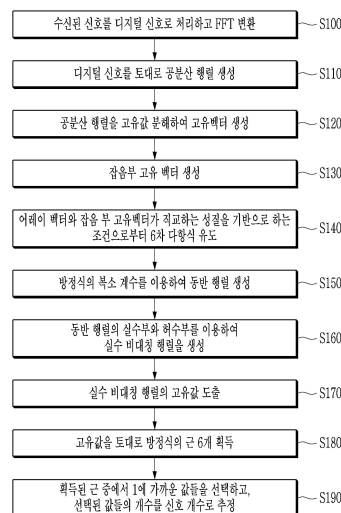 수신된 신호를 디지털 신호로 처리하고 FFT 변환
S100
디지털 신호를 토대로 공분산 행렬 생성
S110
공분산 행렬을 고유값 분해하여 고유벡터 생성
S120
잡음부 고유 벡터 생성
S130
어레이 벡터와 잡음 부 고유벡터가 직교하는 성질을 기반으로 하는
조건으로부터 6차 다항식 유도
S140
방정식의 복소 계수를 이용하여 동반 행렬 생성
S150
동반 행렬의 실수부와 허수부를 이용하여
실수 비대칭 행렬을 생성
S160
실수 비대칭 행렬의 고유값 도출
S170
고유값을 토대로 방정식의 근 6개 획득
S180
획득된 근 중에서 1에 가까운 값들을 선택하고,
선택된 값들의 개수를 신호 개수로 추정
S190